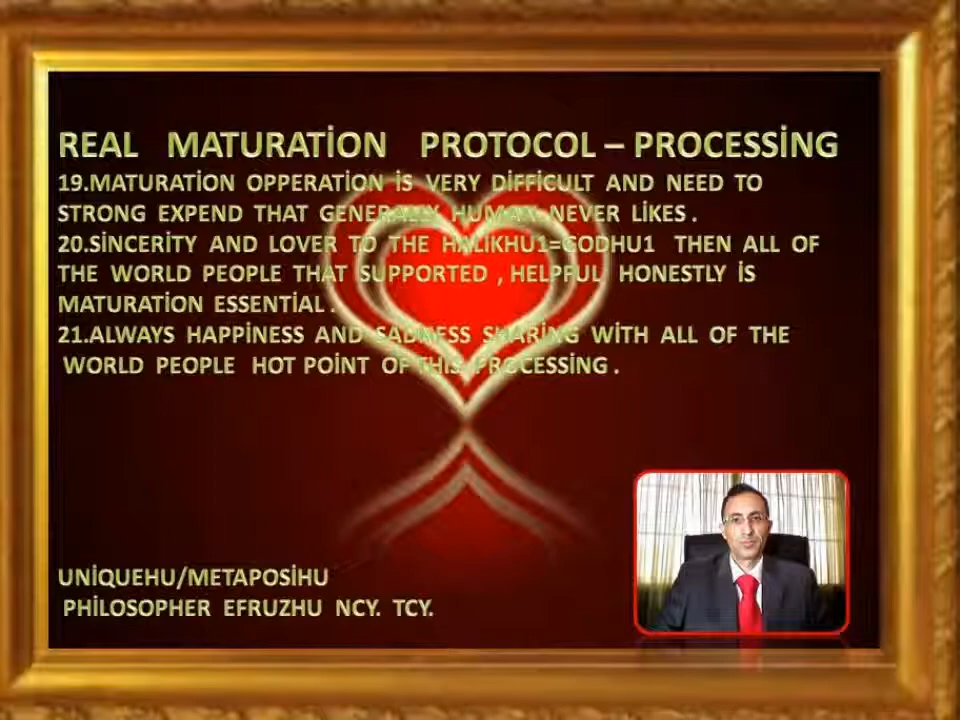 REAL MATURATİON PROTOCOL – PROCESSİNG
19.MATURATİON OPPERATİON İS VERY DİFFİCULT AND NEED TO
STRONG EXPEND THAT GENERALLY HUMAN NEVER LİKES .
20.SİNCERİTY AND LOVER TO THE HALIKHU1=GODHU1 THEN ALL OF
THE WORLD PEOPLE THAT SUPPORTED , HELPFUL HONESTLY İS
MATURATİON ESSENTİAL .
21.ALWAYS HAPPİNESS AND SADNESS SHARİNG WİTH ALL OF THE
WORLD PEOPLE HOT POİNT OF THIS PROCESSİNG .
UNİQUEHU/METAPOSİHU
PHİLOSOPHER EFRUZHU NCY. TCY.